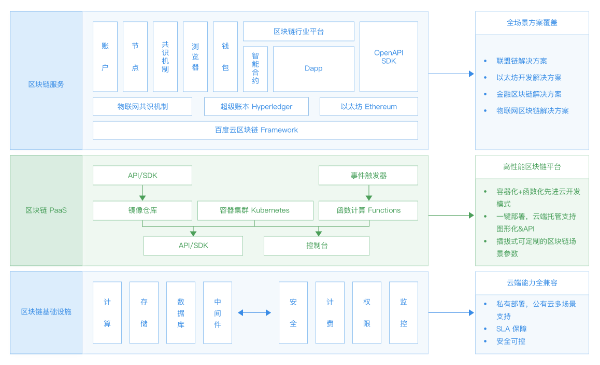 区块链服务
账户
节点
共识机制
浏览器
钱包
区块链行业平台
智能合约
Dapp
OpenAPI
SDK
物联网共识机制
超级账本 Hyperledger
以太坊 Ethereum
百度云区块链 Framework
全场景方案覆盖
联盟链解决方案
以太坊开发解决方案
金融区块链解决方案
物联网区块链解决方案
区块链 PaaS
API/SDK
事件触发器
镜像仓库
容器集群 Kubernetes
函数计算 Functions
API/SDK
控制台
高性能区块链平台
容器化+函数化先进云开发
模式
一键部署，云端托管支持
图形化&API
插拔式可定制的区块链场
景参数
区块链基础设施
计算
存储
数据库
中间件
安全
计费
权限
监控
云端能力全兼容
私有部署，公有云多场景
支持
SLA 保障
安全可控